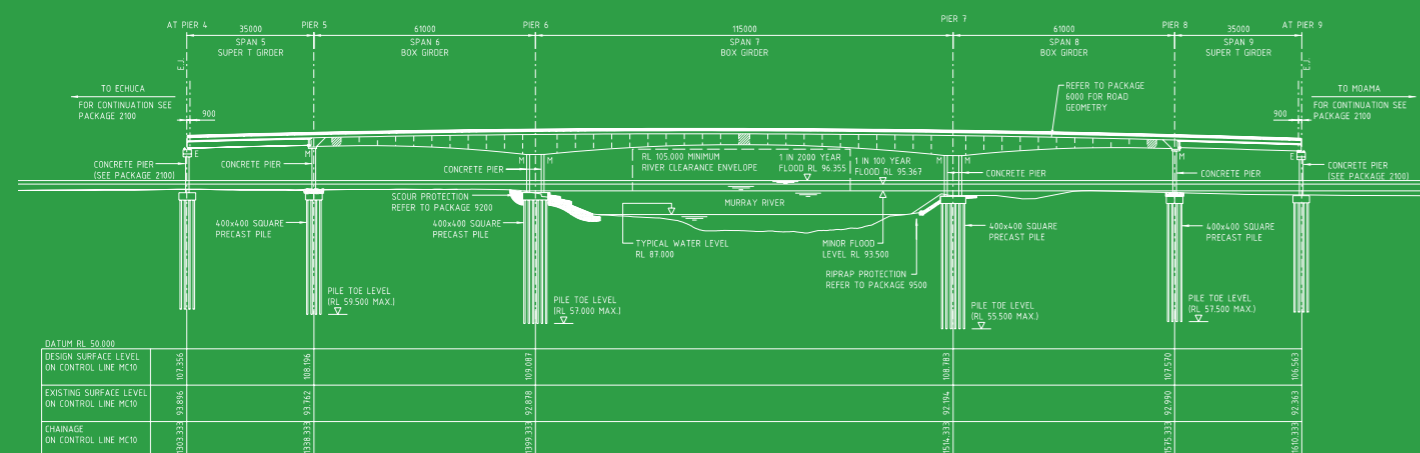 AT PIER 4
PIER 5
PIER 6
PIER 7
PIER 8
AT PIER 9
35000
61000
115000
61000
35000
SPAN 5
SUPER T GIRDER
SPAN 6
BOX GIRDER
SPAN 7
BOX GIRDER
SPAN 8
BOX GIRDER
SPAN 9
SUPER T GIRDER
E.J.
E.J.
TO ECHUCA
FOR CONTINUATION SEE
PACKAGE 2100
900
REFER TO PACKAGE
6000 FOR ROAD
GEOMETRY
TO MOAMA
FOR CONTINUATION SEE
PACKAGE 2100
900
E
M
M
M
M
M
M
E
CONCRETE PIER
(SEE PACKAGE 2100)
CONCRETE PIER
CONCRETE PIER
RL 105.000 MINIMUM
RIVER CLEARANCE ENVELOPE
1 IN 2000 YEAR
FLOOD RL 96.355
1 IN 100 YEAR
FLOOD RL 95.367
CONCRETE PIER
CONCRETE PIER
CONCRETE PIER
(SEE PACKAGE 2100)
SCOUR PROTECTION
REFER TO PACKAGE 9200
MURRAY RIVER
400x400 SQUARE
PRECAST PILE
400x400 SQUARE
PRECAST PILE
TYPICAL WATER LEVEL
RL 87.000
MINOR FLOOD
LEVEL RL 93.500
400x400 SQUARE
PRECAST PILE
400x400 SQUARE
PRECAST PILE
RIPRAP PROTECTION
REFER TO PACKAGE 9500
PILE TOE LEVEL
(RL 59.500 MAX.)
PILE TOE LEVEL
(RL 57.000 MAX.)
PILE TOE LEVEL
(RL 55.500 MAX.)
PILE TOE LEVEL
(RL 57.500 MAX.)
DATUM RL 50.000
DESIGN SURFACE LEVEL
ON CONTROL LINE MC10
107.356
108.196
109.087
108.783
107.570
106.563
EXISTING SURFACE LEVEL
ON CONTROL LINE MC10
93.896
93.762
92.878
92.194
92.990
92.363
CHAINAGE
ON CONTROL LINE MC10
1303.333
1338.333
1399.333
1514.333
1575.333
1610.333